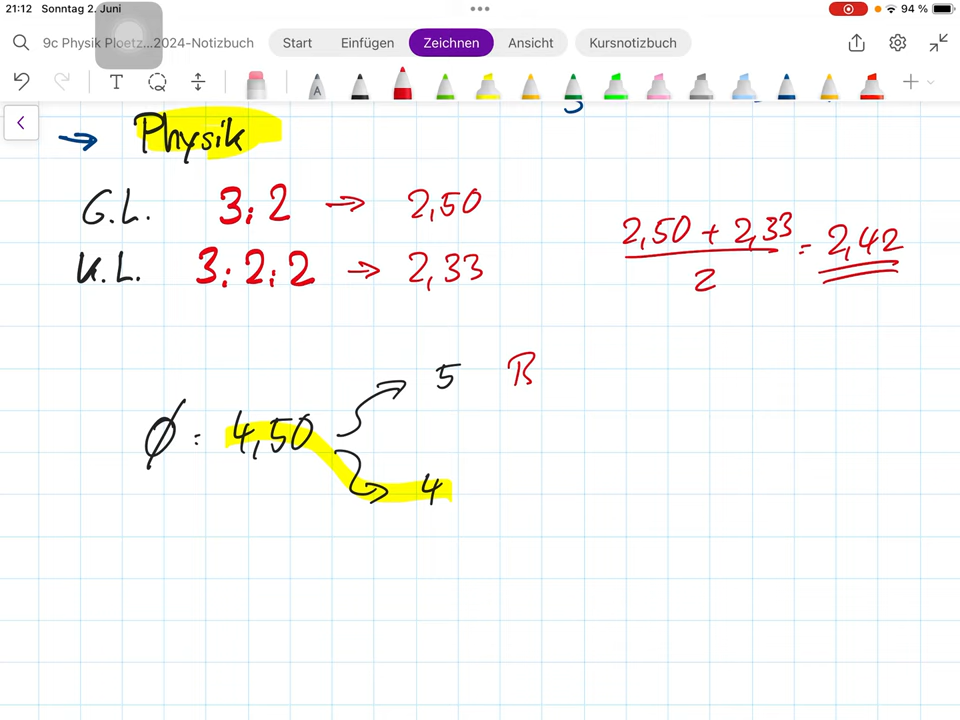 21:12 Sonntag 2. Juni
94 %
9c Physik Ploetz...2024-Notizbuch
Start Einfügen Zeichnen Ansicht Kursnotizbuch
T
A
→ Physik
G.L. 3; 2 → 2,50
K.L. 3; 2; 2 → 2,33
2,50 + 2,33 = 2,42
2
5 B
Ø = 4,50
4